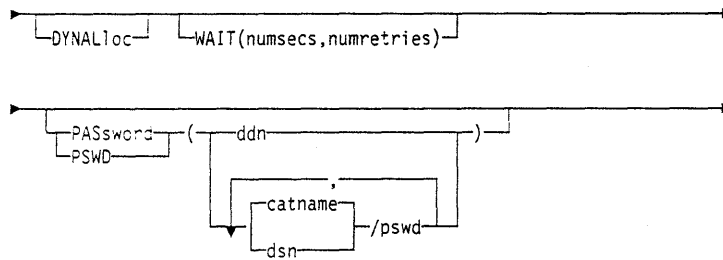 DYNALloc WAIT(numsecs,numretries)
PASsword ( ddn )
PSWD
,
catname
/pswd
dsn